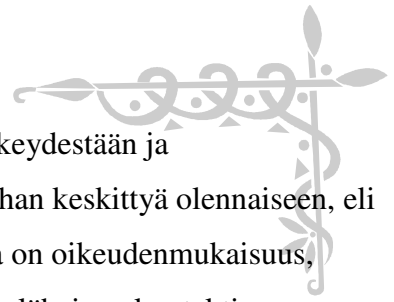 keydestään ja
han keskittyä olennaiseen, eli
on oikeudenmukaisuus,